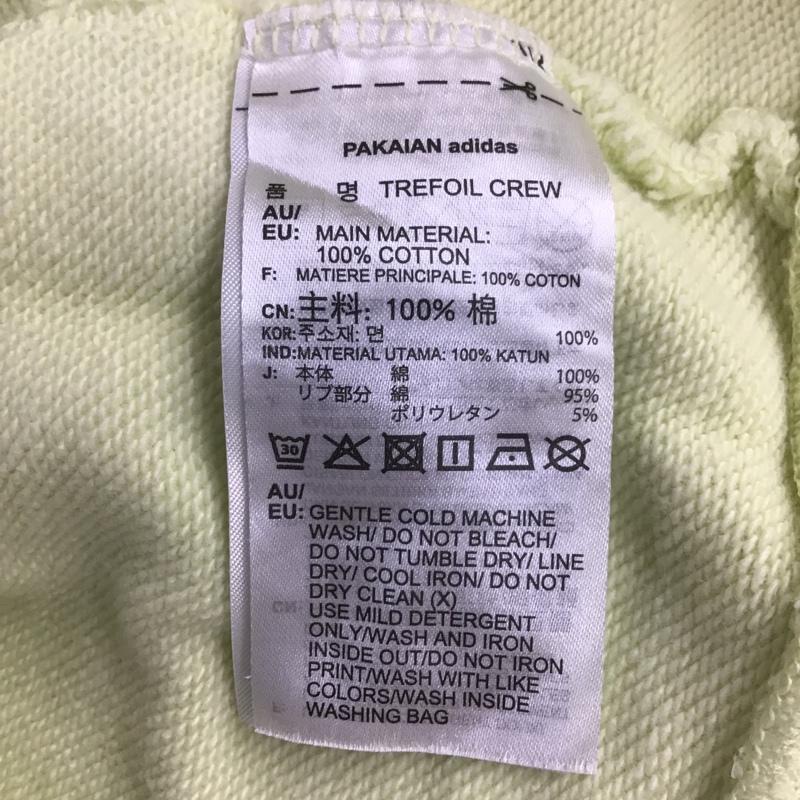 PAKAIAN adidas
품 명 TREFOIL CREW
AU/
EU: MAIN MATERIAL:
100% COTTON
F: MATIERE PRINCIPALE: 100% COTON
CN:主料: 100% 棉
KOR:주소재: 면 100%
IND:MATERIAL UTAMA: 100% KATUN
J: 本体 綿 100%
リブ部分 綿 95%
ポリウレタン 5%
30
AU/
EU: GENTLE COLD MACHINE
WASH/ DO NOT BLEACH/
DO NOT TUMBLE DRY/ LINE
DRY/ COOL IRON/ DO NOT
DRY CLEAN (X)
USE MILD DETERGENT
ONLY/WASH AND IRON
INSIDE OUT/DO NOT IRON
PRINT/WASH WITH LIKE
COLORS/WASH INSIDE
WASHING BAG